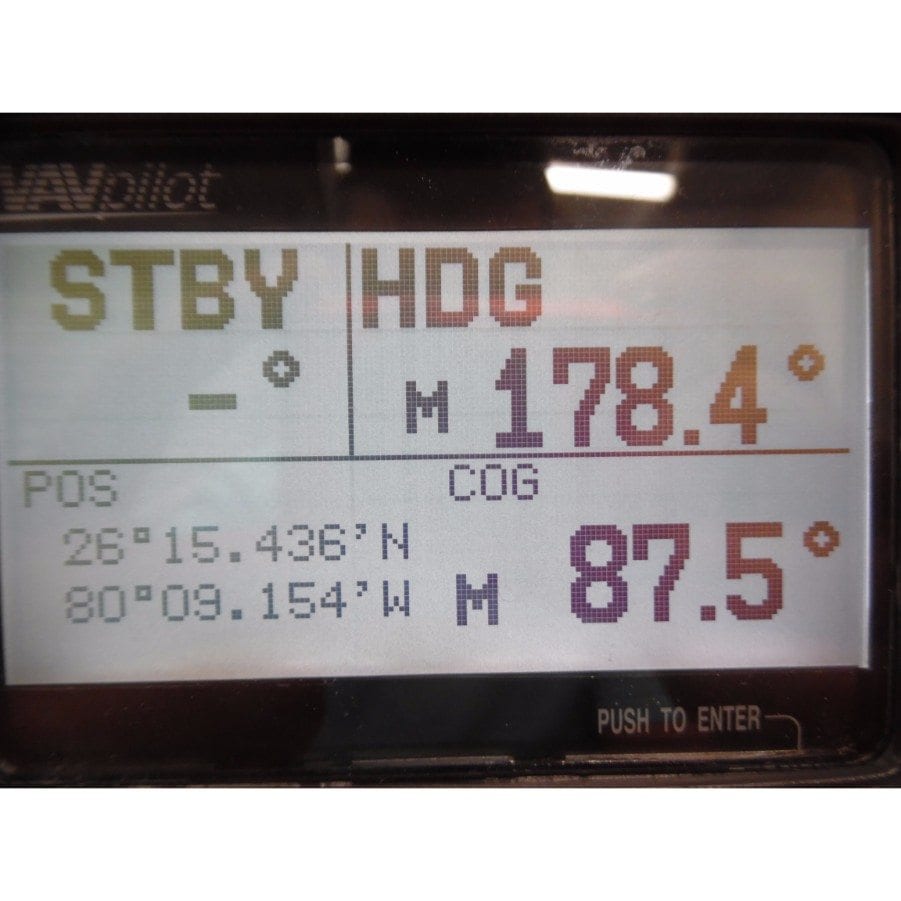 NAVpilot
STBY
-°
HDG
M 178.4°
POS
26°15.436'N
80°09.154'W
COG
M 87.5°
PUSH TO ENTER